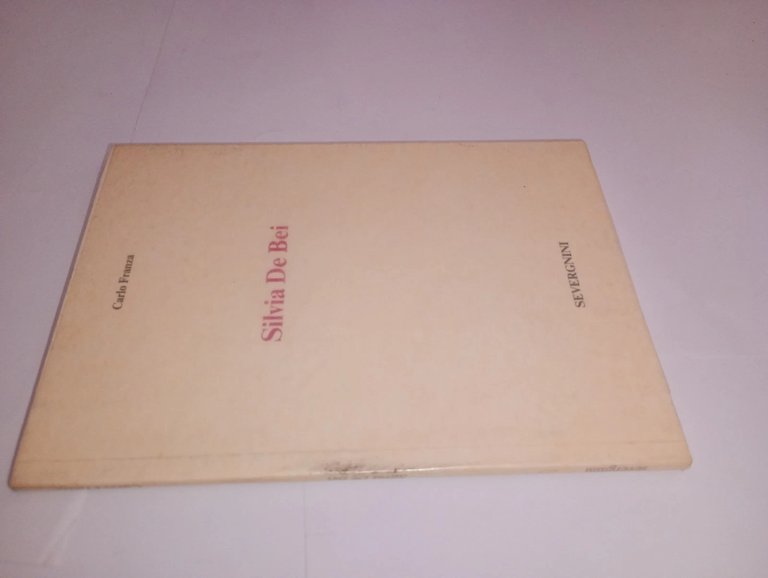 Carlo Franza
Silvia De Bei
SEVERGNINI